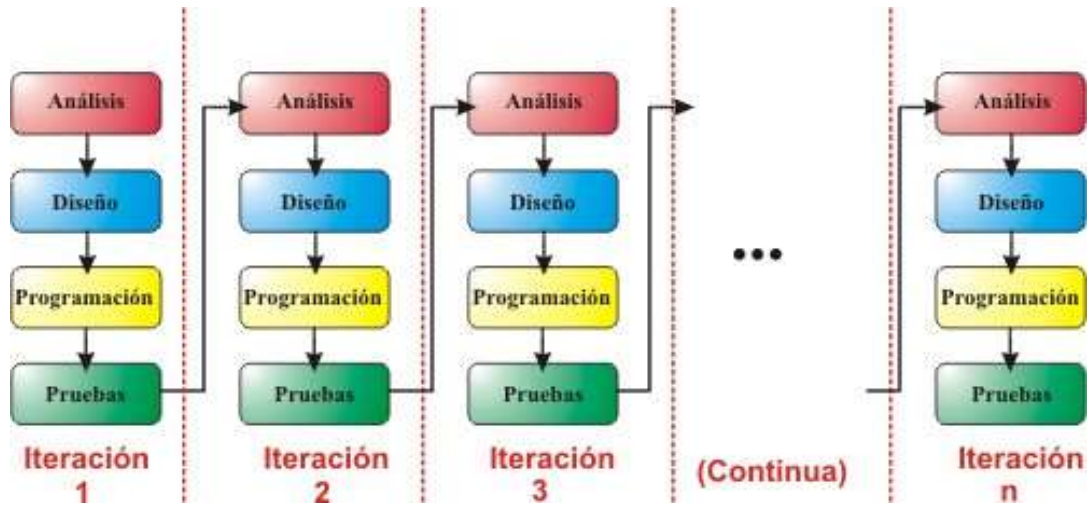 Análisis
Diseño
Programación
Pruebas
Iteración
1
Análisis
Diseño
Programación
Pruebas
Iteración
2
Análisis
Diseño
Programación
Pruebas
Iteración
3
...
(Continua)
Análisis
Diseño
Programación
Pruebas
Iteración
n